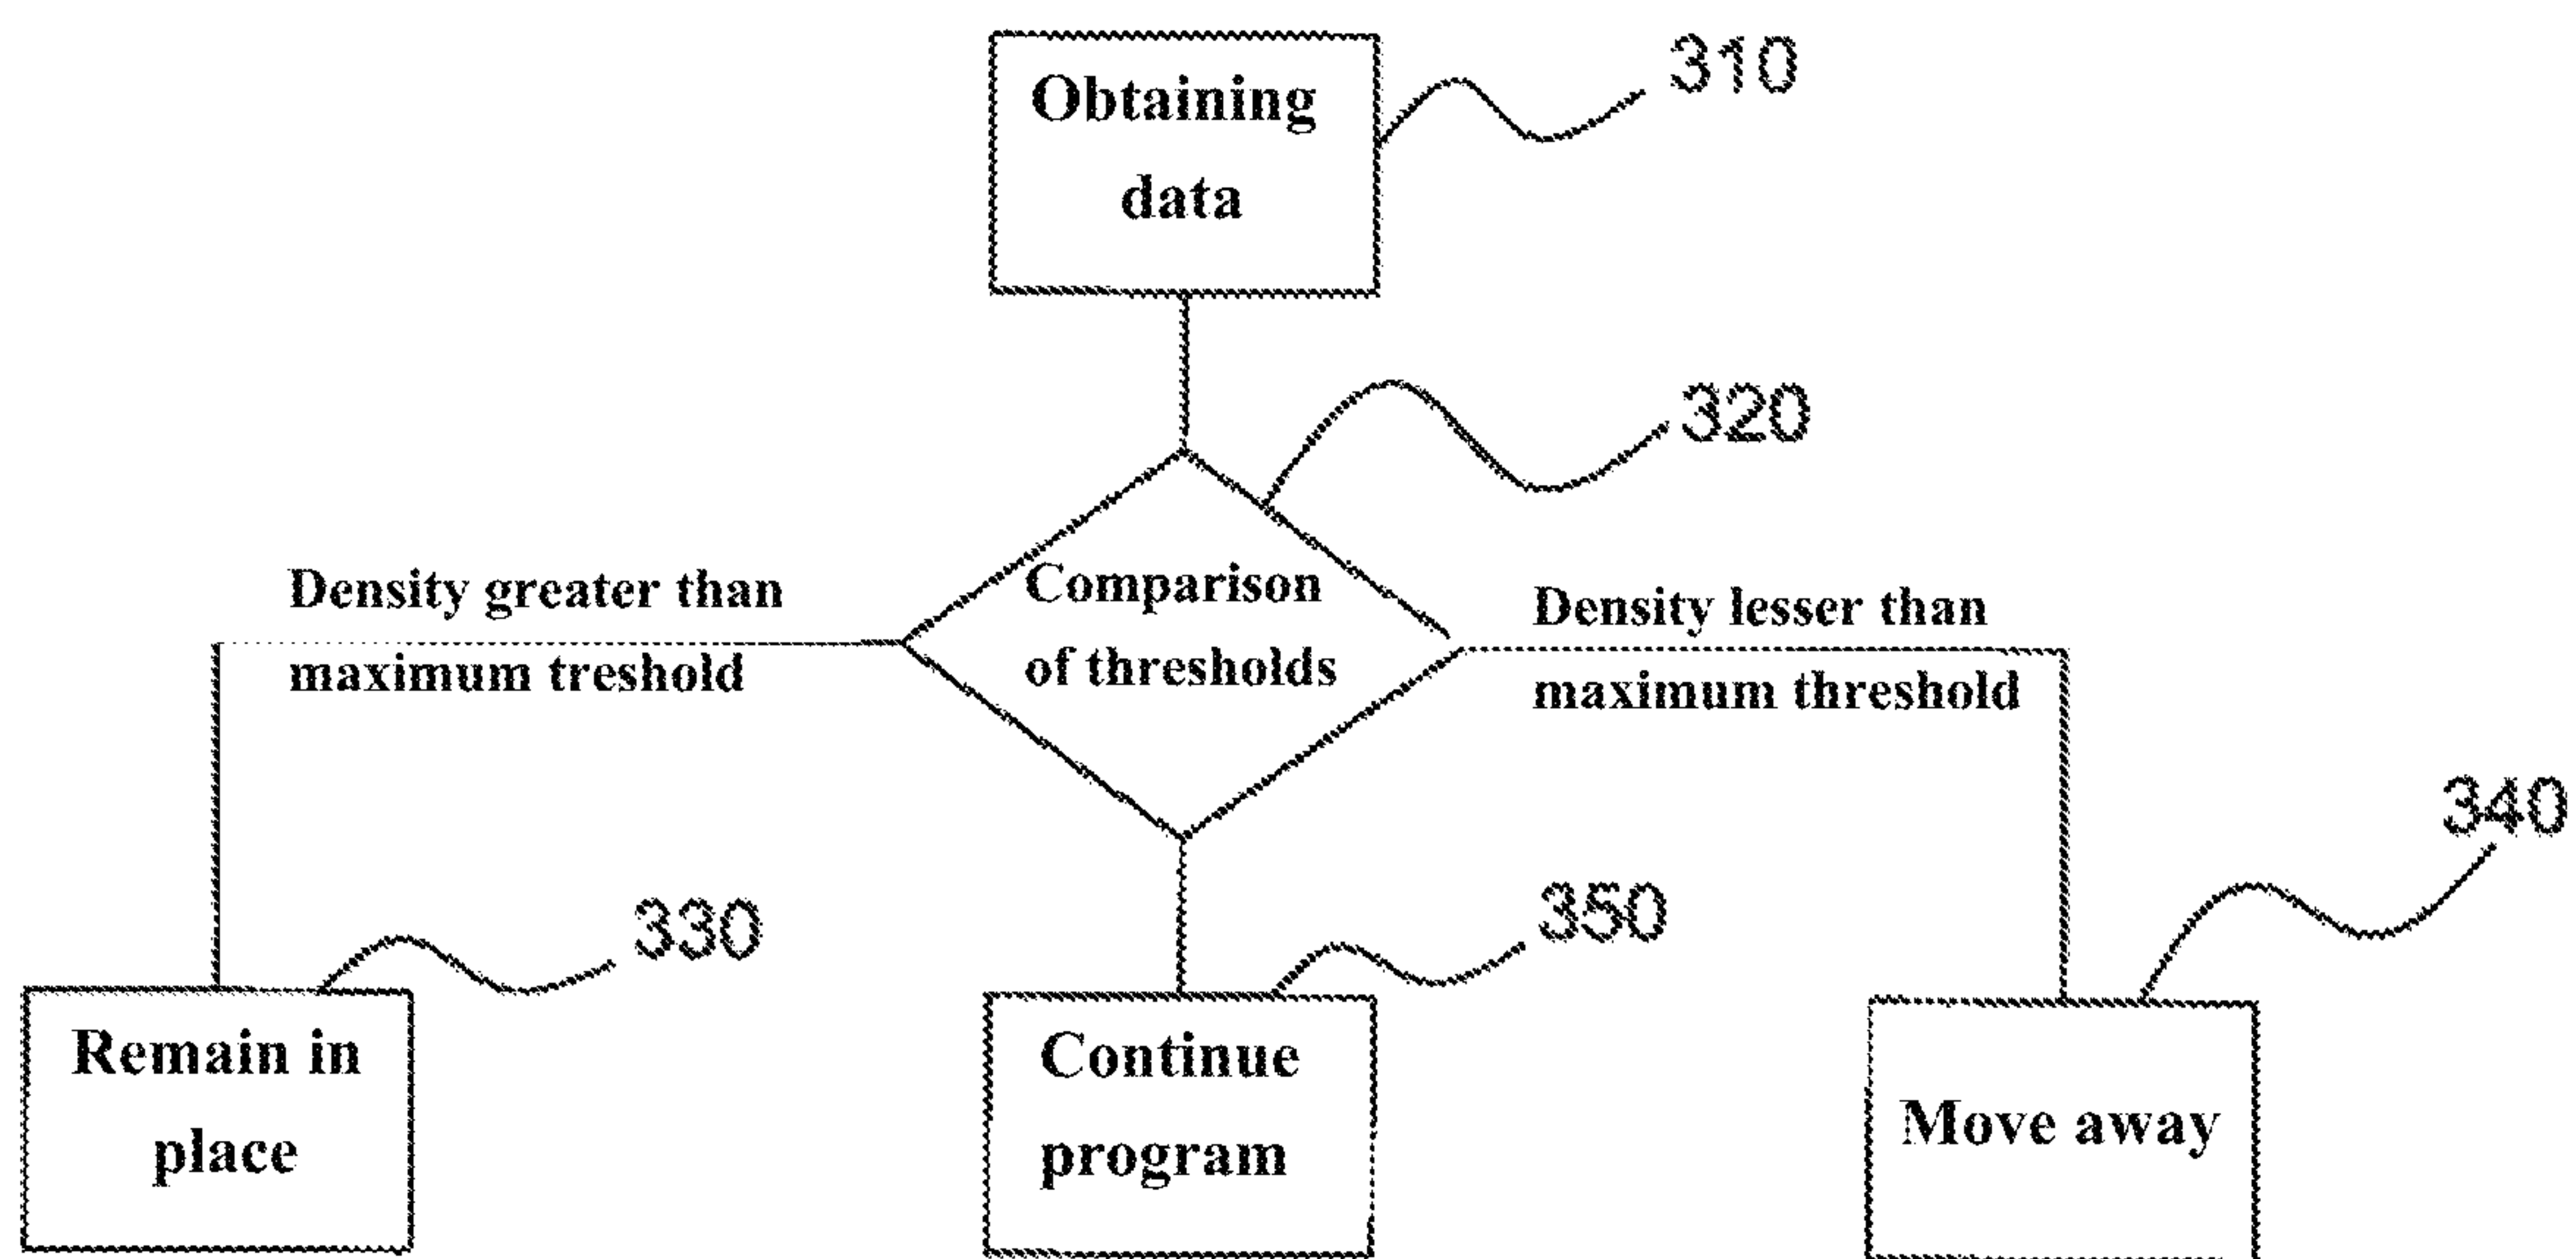 Obtaining
data
310
320
Comparison
of thresholds
Density greater than
maximum treshold
Density lesser than
maximum threshold
330
350
340
Remain in
place
Continue
program
Move away